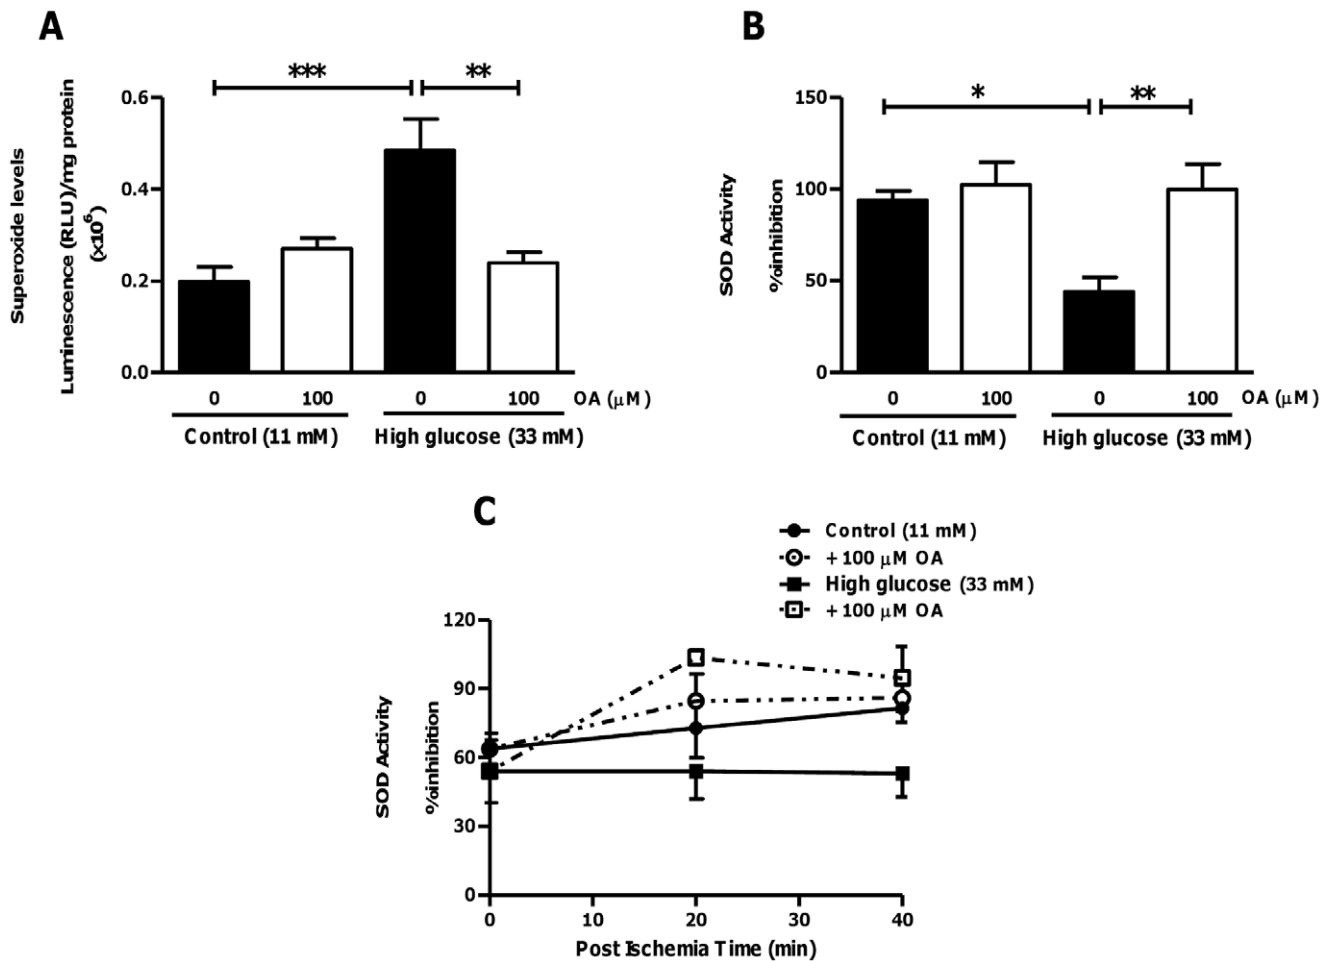 A
***
**
0.6
0.4
0.2
0.0
Superoxide levels
Luminescence (RLU)/mg protein
(x10⁶)
0 100 0 100 OA (μM)
Control (11 mM) High glucose (33 mM)
B
*
**
150
100
50
0
SOD Activity
%inhibition
0 100 0 100 OA (μM)
Control (11 mM) High glucose (33 mM)
C
Control (11 mM)
+100 μM OA
High glucose (33 mM)
+100 μM OA
120
90
60
30
0
SOD Activity
%inhibition
0 10 20 30 40
Post Ischemia Time (min)